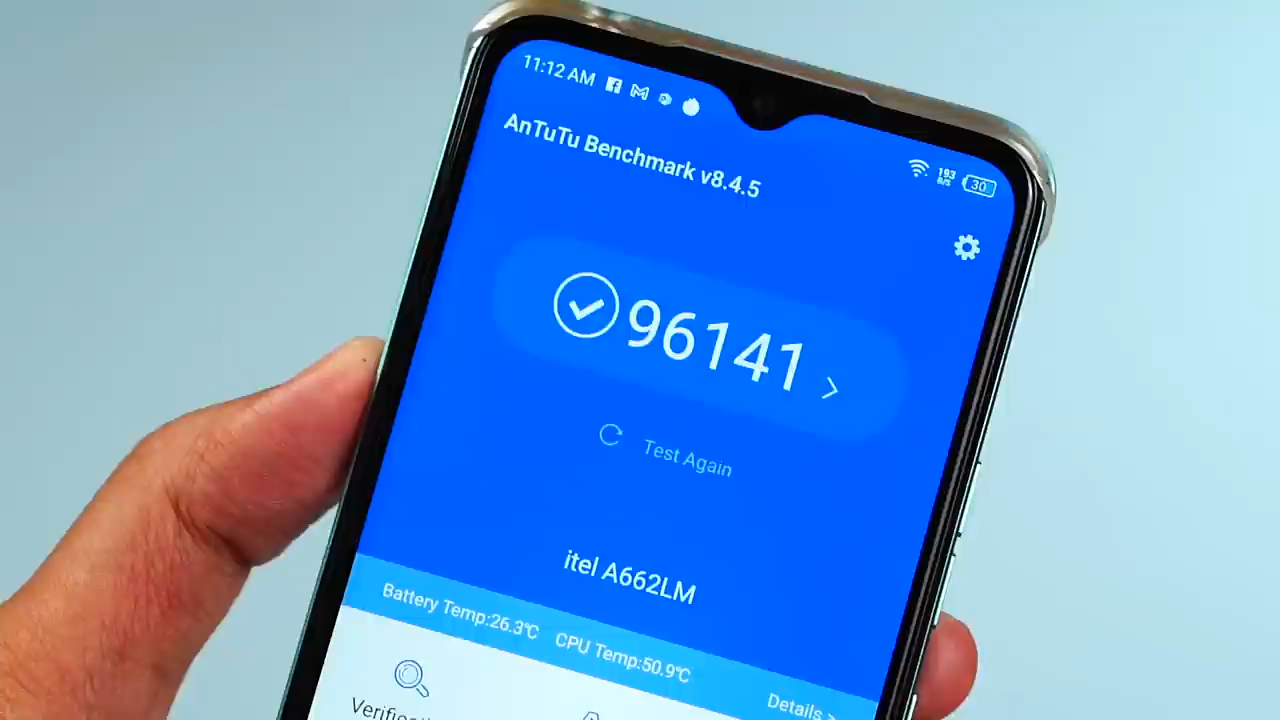 11:12 AM
193
B/S
30
AnTuTu Benchmark v8.4.5
96141
Test Again
itel A662LM
Battery Temp:26.3℃ CPU Temp:50.9℃
Details >